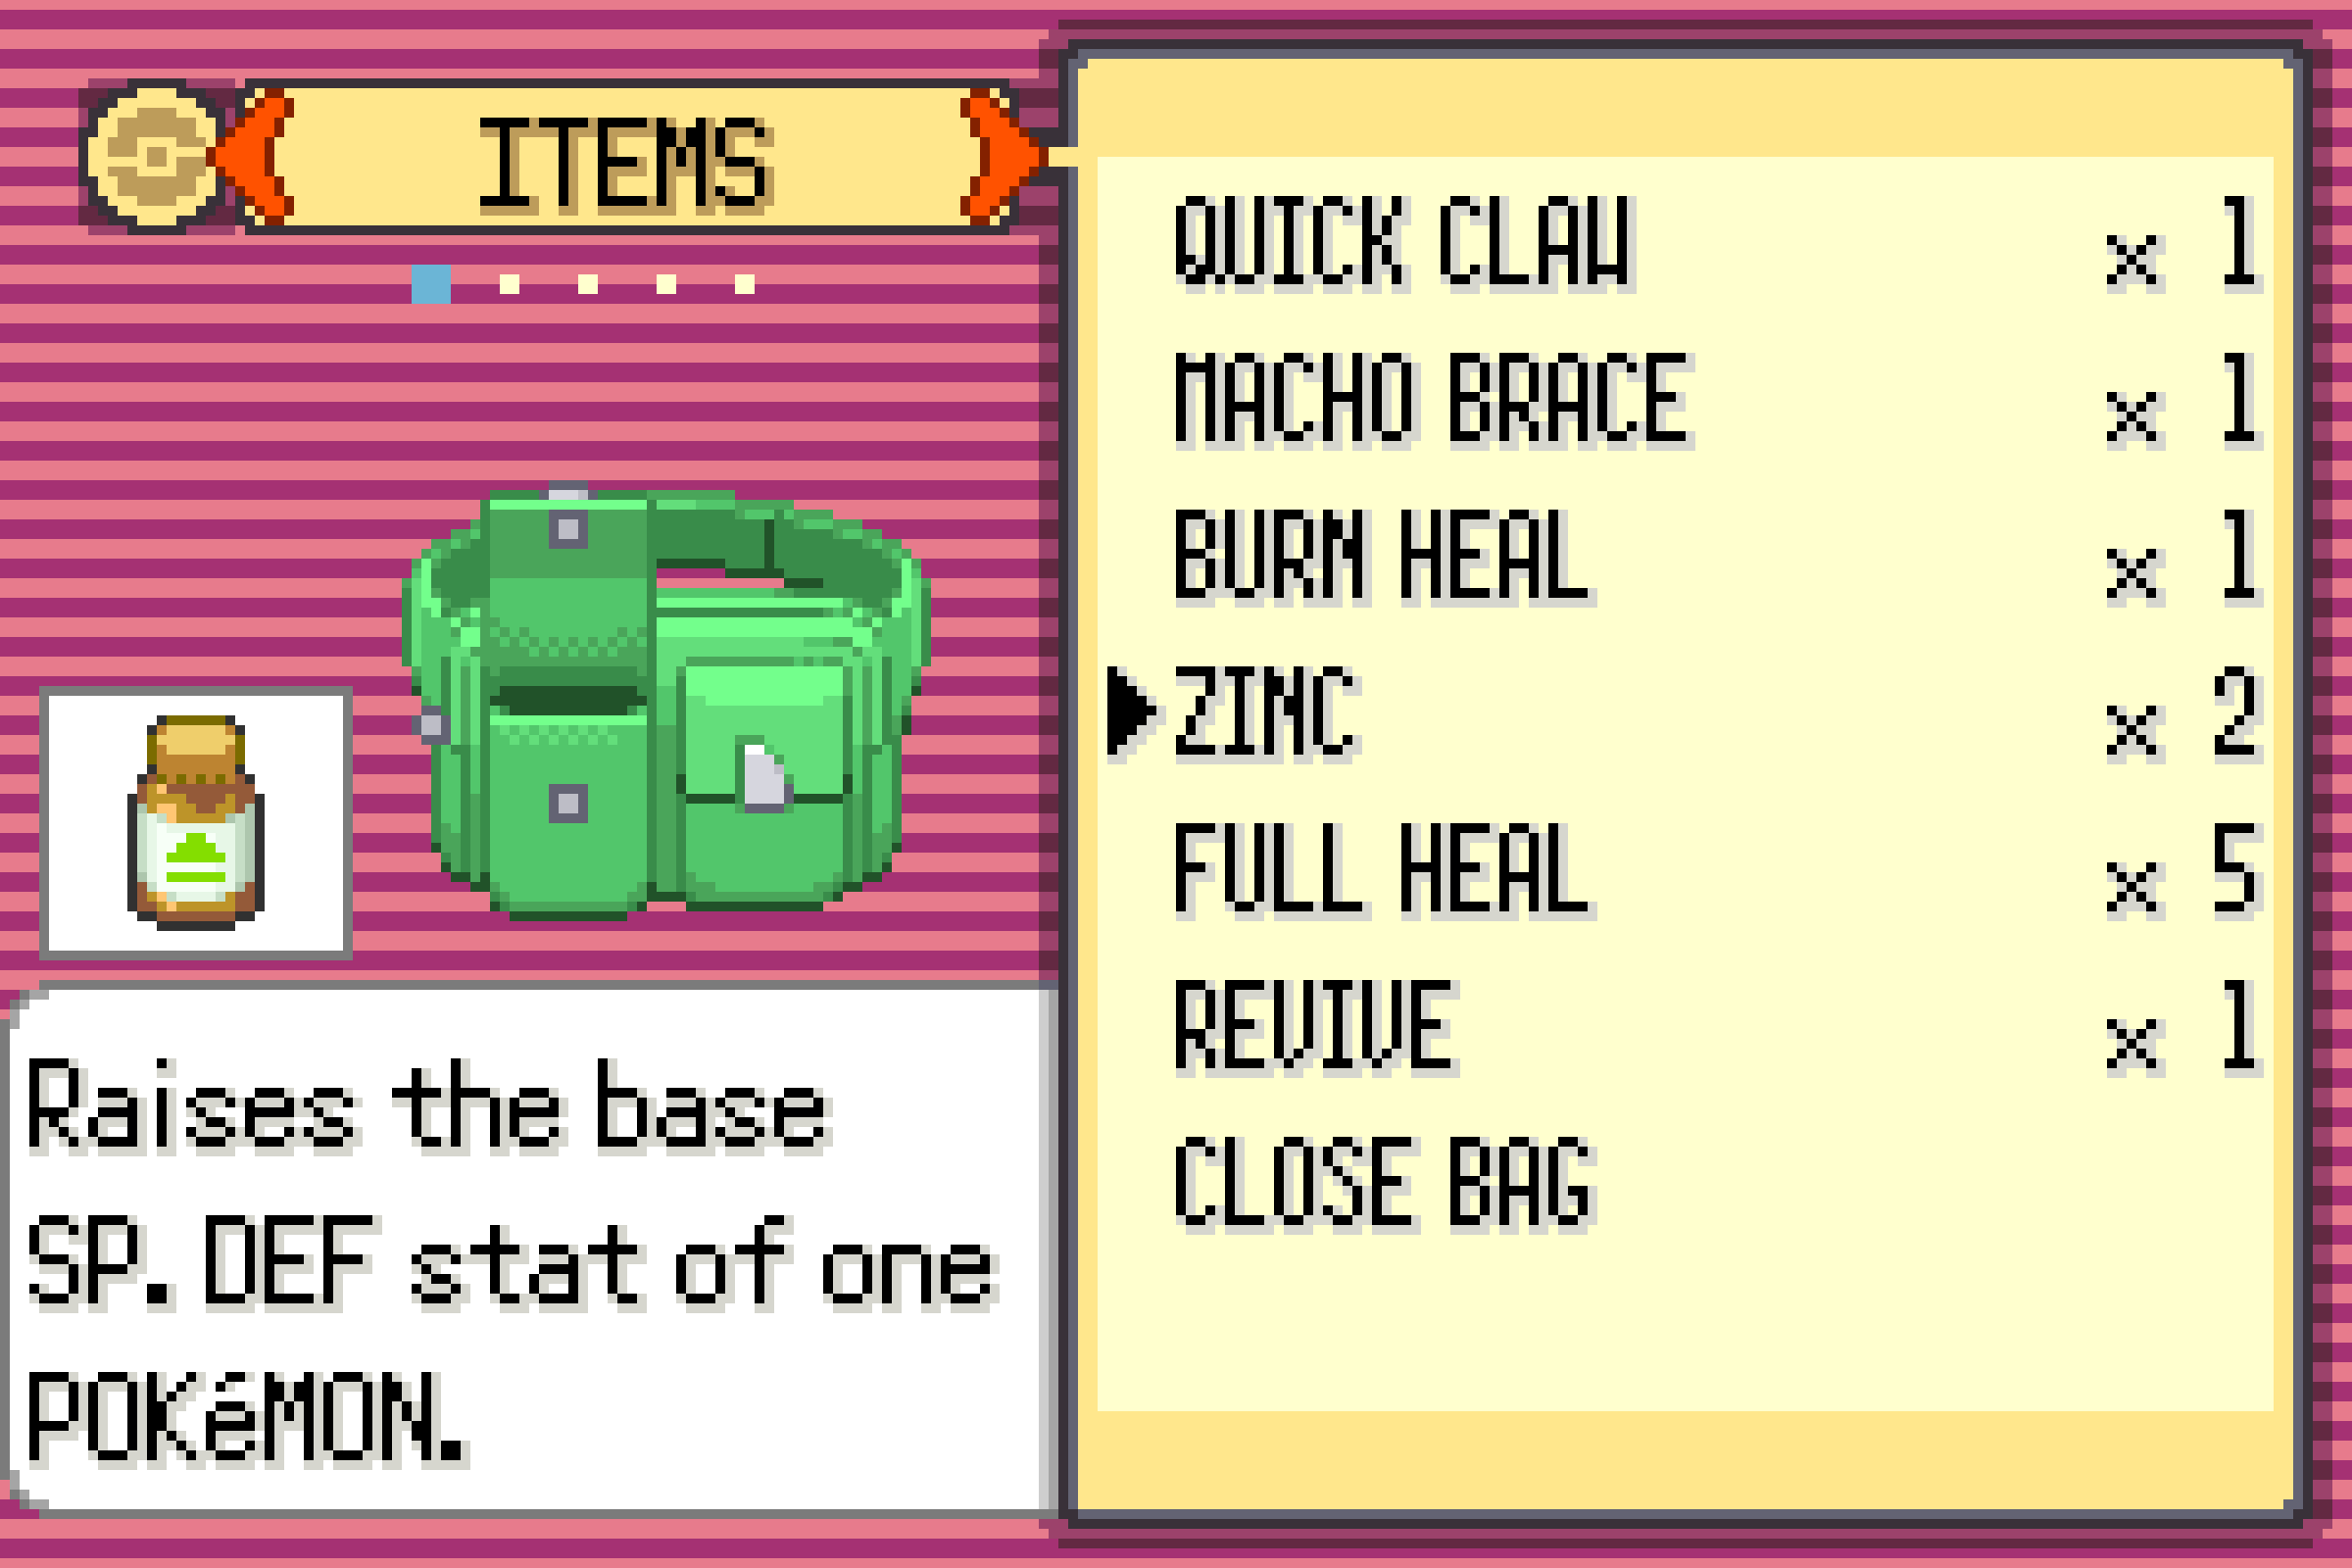 ITEMS
QUICK CLAW × 1
MACHO BRACE × 1
BURN HEAL × 1
▶ZINC × 2
FULL HEAL × 5
REVIVE × 1
CLOSE BAG
Raises the base
SP. DEF stat of one
POKéMON.